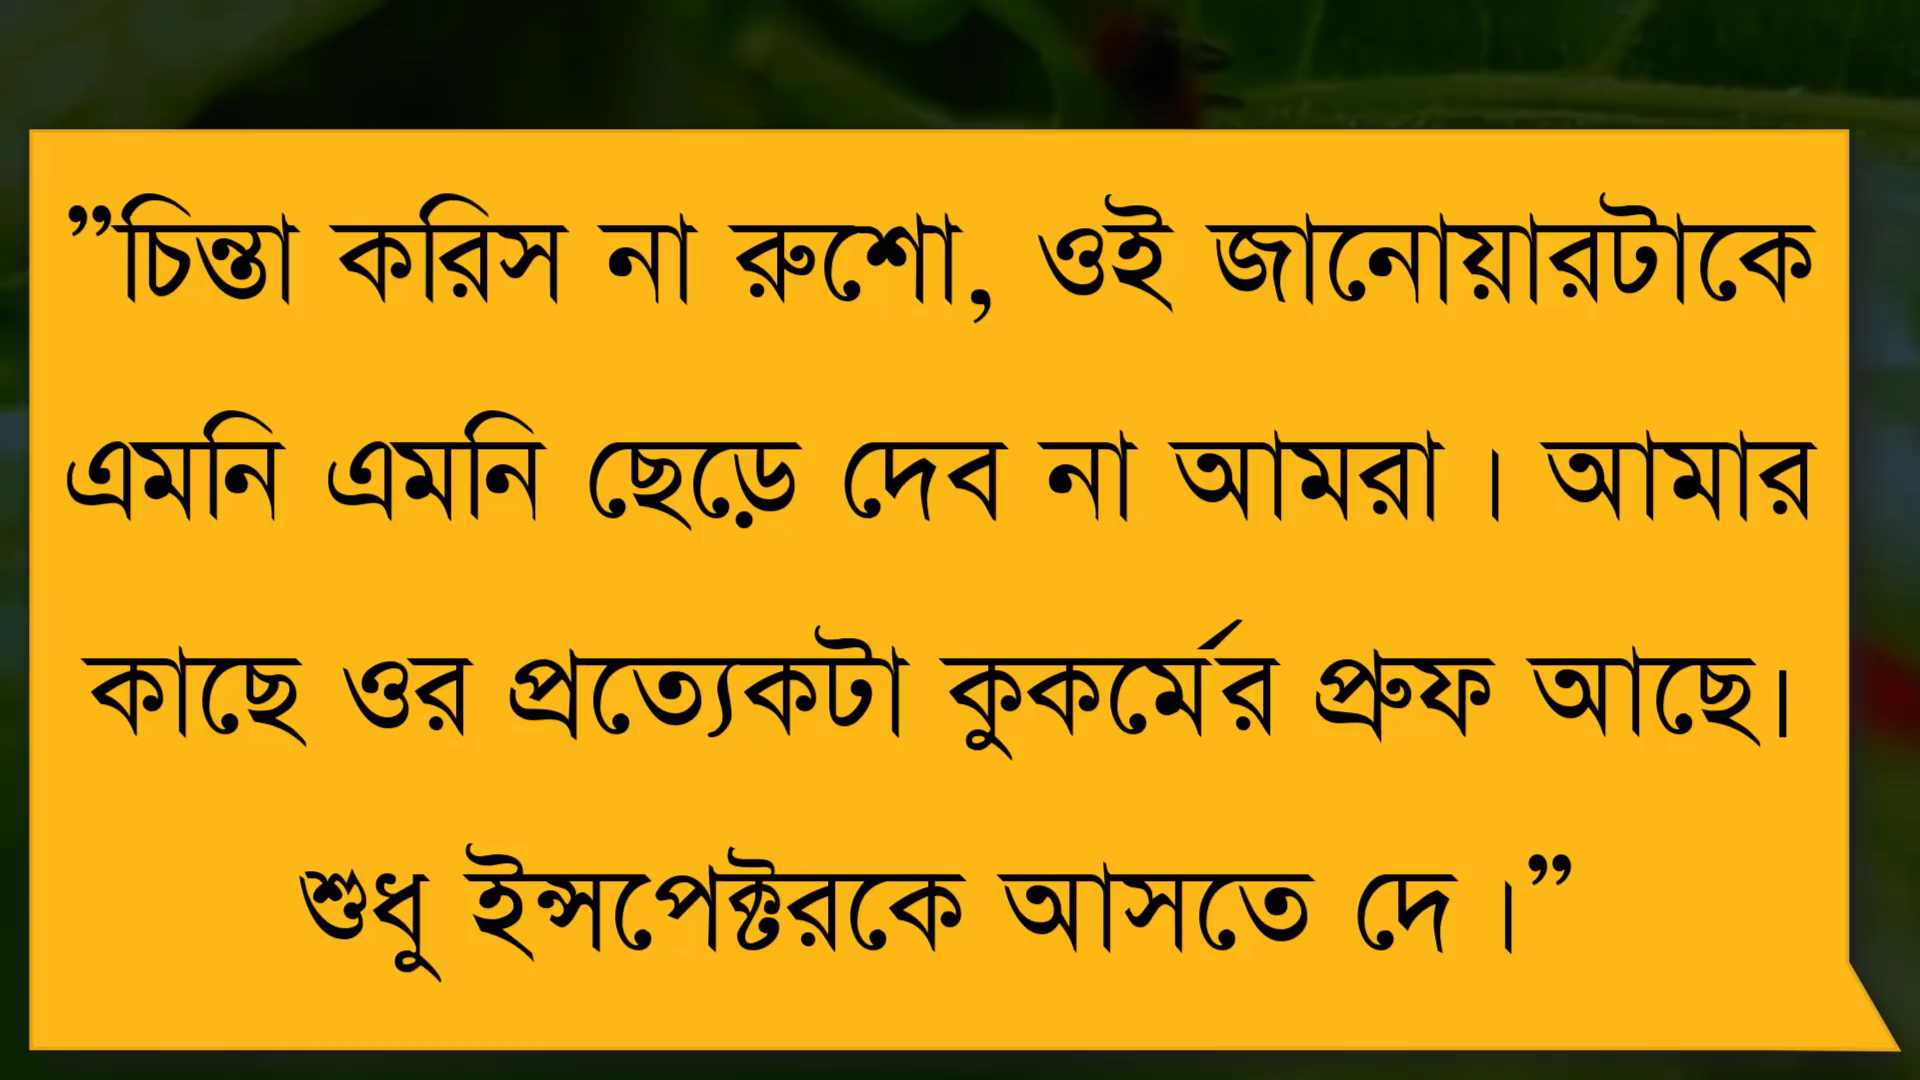 ”চিন্তা করিস না রুশো, ওই জানোয়ারটাকে
এমনি এমনি ছেড়ে দেব না আমরা । আমার
কাছে ওর প্রত্যেকটা কুকর্মের প্রুফ আছে।
শুধু ইন্সপেক্টরকে আসতে দে ।”